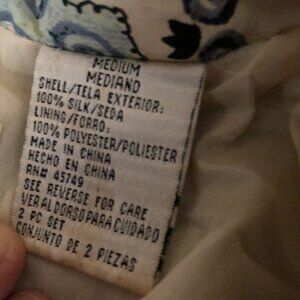 MEDIUM
MEDIANO
SHELL/TELA EXTERIOR:
100% SILK/SEDA
LINING/FORRO:
100% POLYESTER/POLIESTER
MADE IN CHINA
HECHO EN CHINA
RN# 45749
SEE REVERSE FOR CARE
VER AL DORSO PARA CUIDADO
2 PC SET
CONJUNTO DE 2 PIEZAS